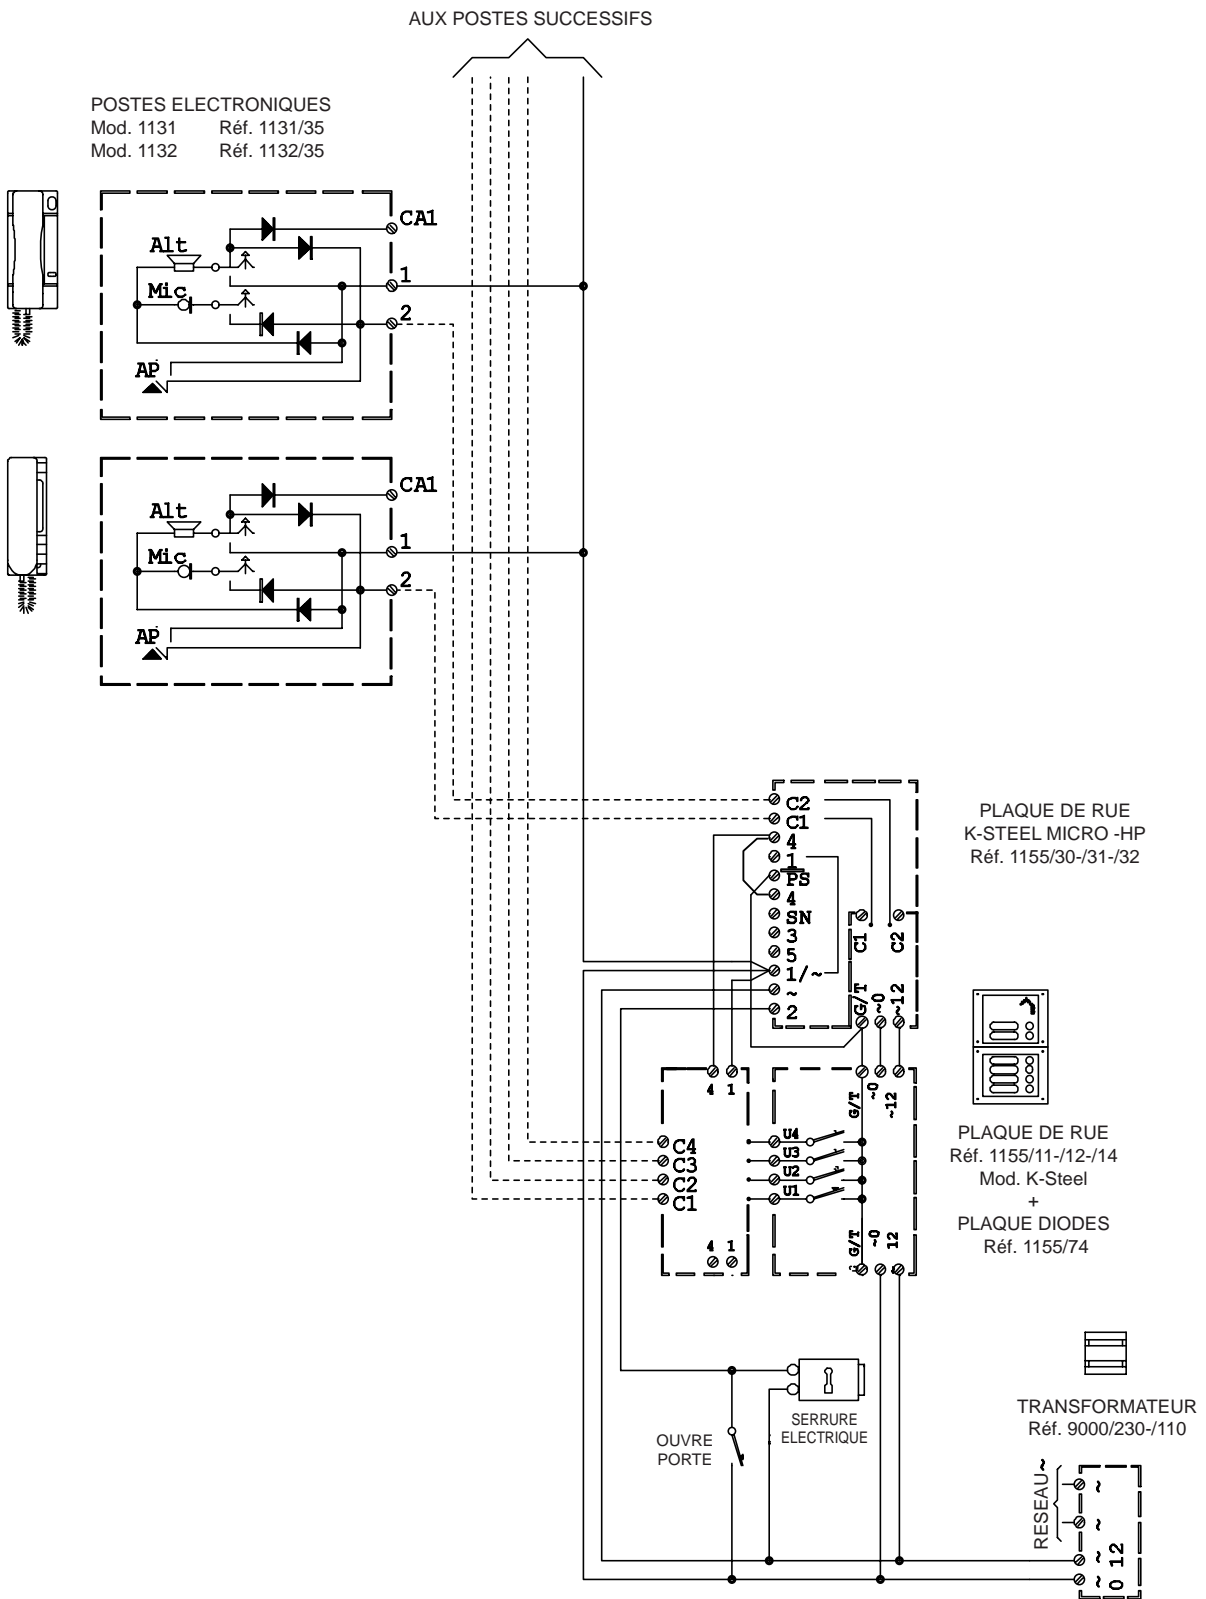 AUX POSTES SUCCESSIFS
POSTES ELECTRONIQUES
Mod. 1131 Réf. 1131/35
Mod. 1132 Réf. 1132/35
CA1
Alt
1
Mic
2
AP
CA1
Alt
1
Mic
2
AP
C2
C1
4
1
PS
4
SN
3
5
1/~
~
2
C1
C2
G/T
~0
~12
PLAQUE DE RUE
K-STEEL MICRO -HP
Réf. 1155/30-/31-/32
4 1
G/T
~0
~12
C4
C3
C2
C1
U4
U3
U2
U1
4 1
G/T
~0
12
PLAQUE DE RUE
Réf. 1155/11-/12-/14
Mod. K-Steel
+
PLAQUE DIODES
Réf. 1155/74
SERRURE
ELECTRIQUE
OUVRE
PORTE
TRANSFORMATEUR
Réf. 9000/230-/110
RESEAU~
~
~
~ 12
~ 0